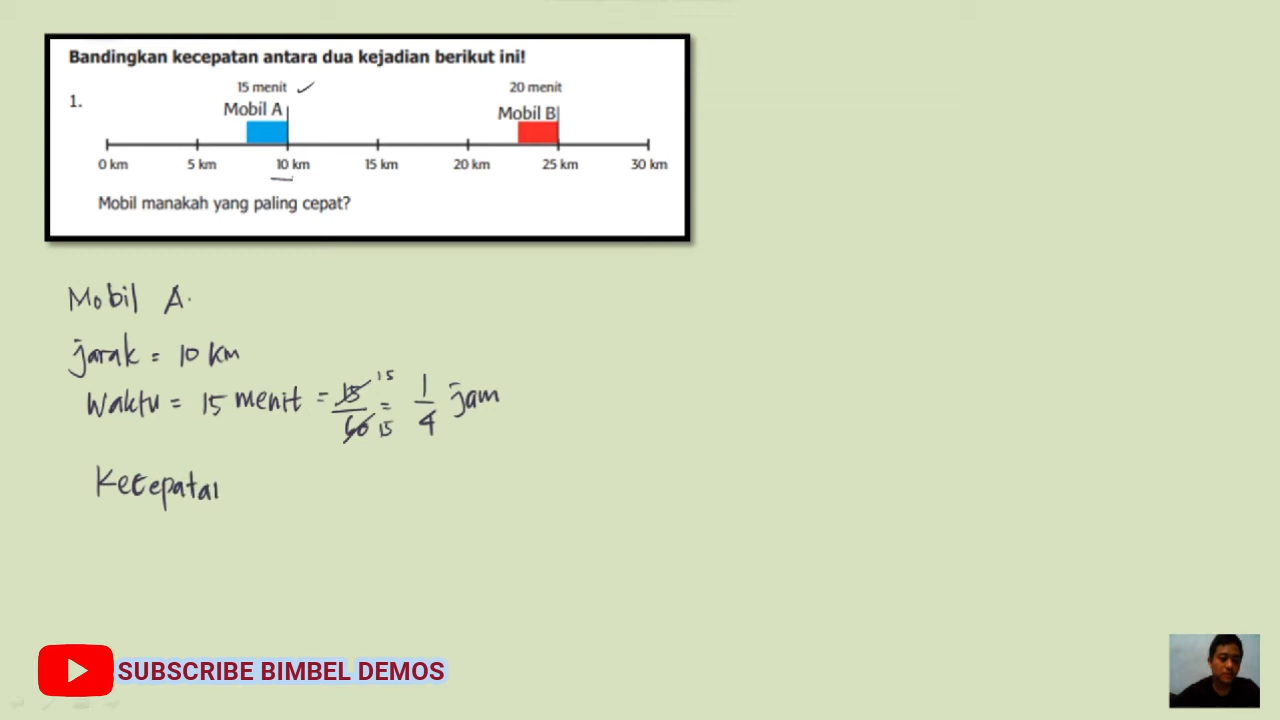 Bandingkan kecepatan antara dua kejadian berikut ini!
15 menit 20 menit
1.
Mobil A Mobil B
0 km 5 km 10 km 15 km 20 km 25 km 30 km
Mobil manakah yang paling cepat?
Mobil A.
jarak = 10 km
Waktu = 15 menit = 15/60 15/15 = 1/4 jam
Kecepatan
SUBSCRIBE BIMBEL DEMOS